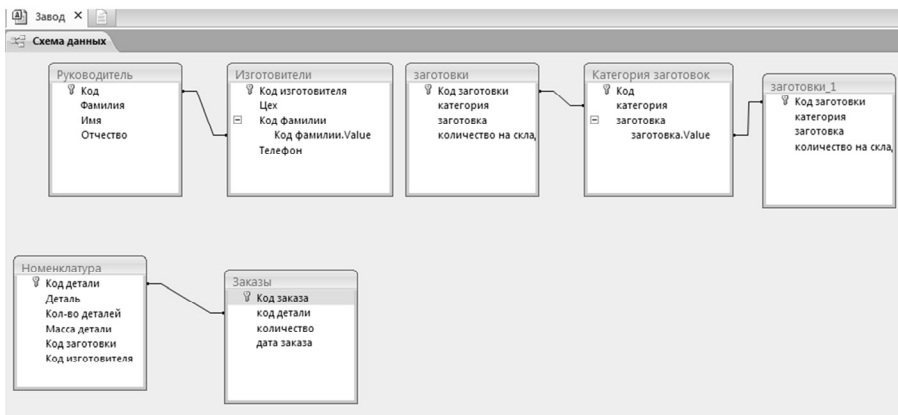 Завод
Схема данных
Руководитель
Код
Фамилия
Имя
Отчество
Изготовители
Код изготовителя
Цех
Код фамилии
Код фамилии.Value
Телефон
заготовки
Код заготовки
категория
заготовка
количество на склад
Категория заготовок
Код
категория
заготовка
заготовка.Value
заготовки_1
Код заготовки
категория
заготовка
количество на склад
Номенклатура
Код детали
Деталь
Кол-во деталей
Масса детали
Код заготовки
Код изготовителя
Заказы
Код заказа
код детали
количество
дата заказа